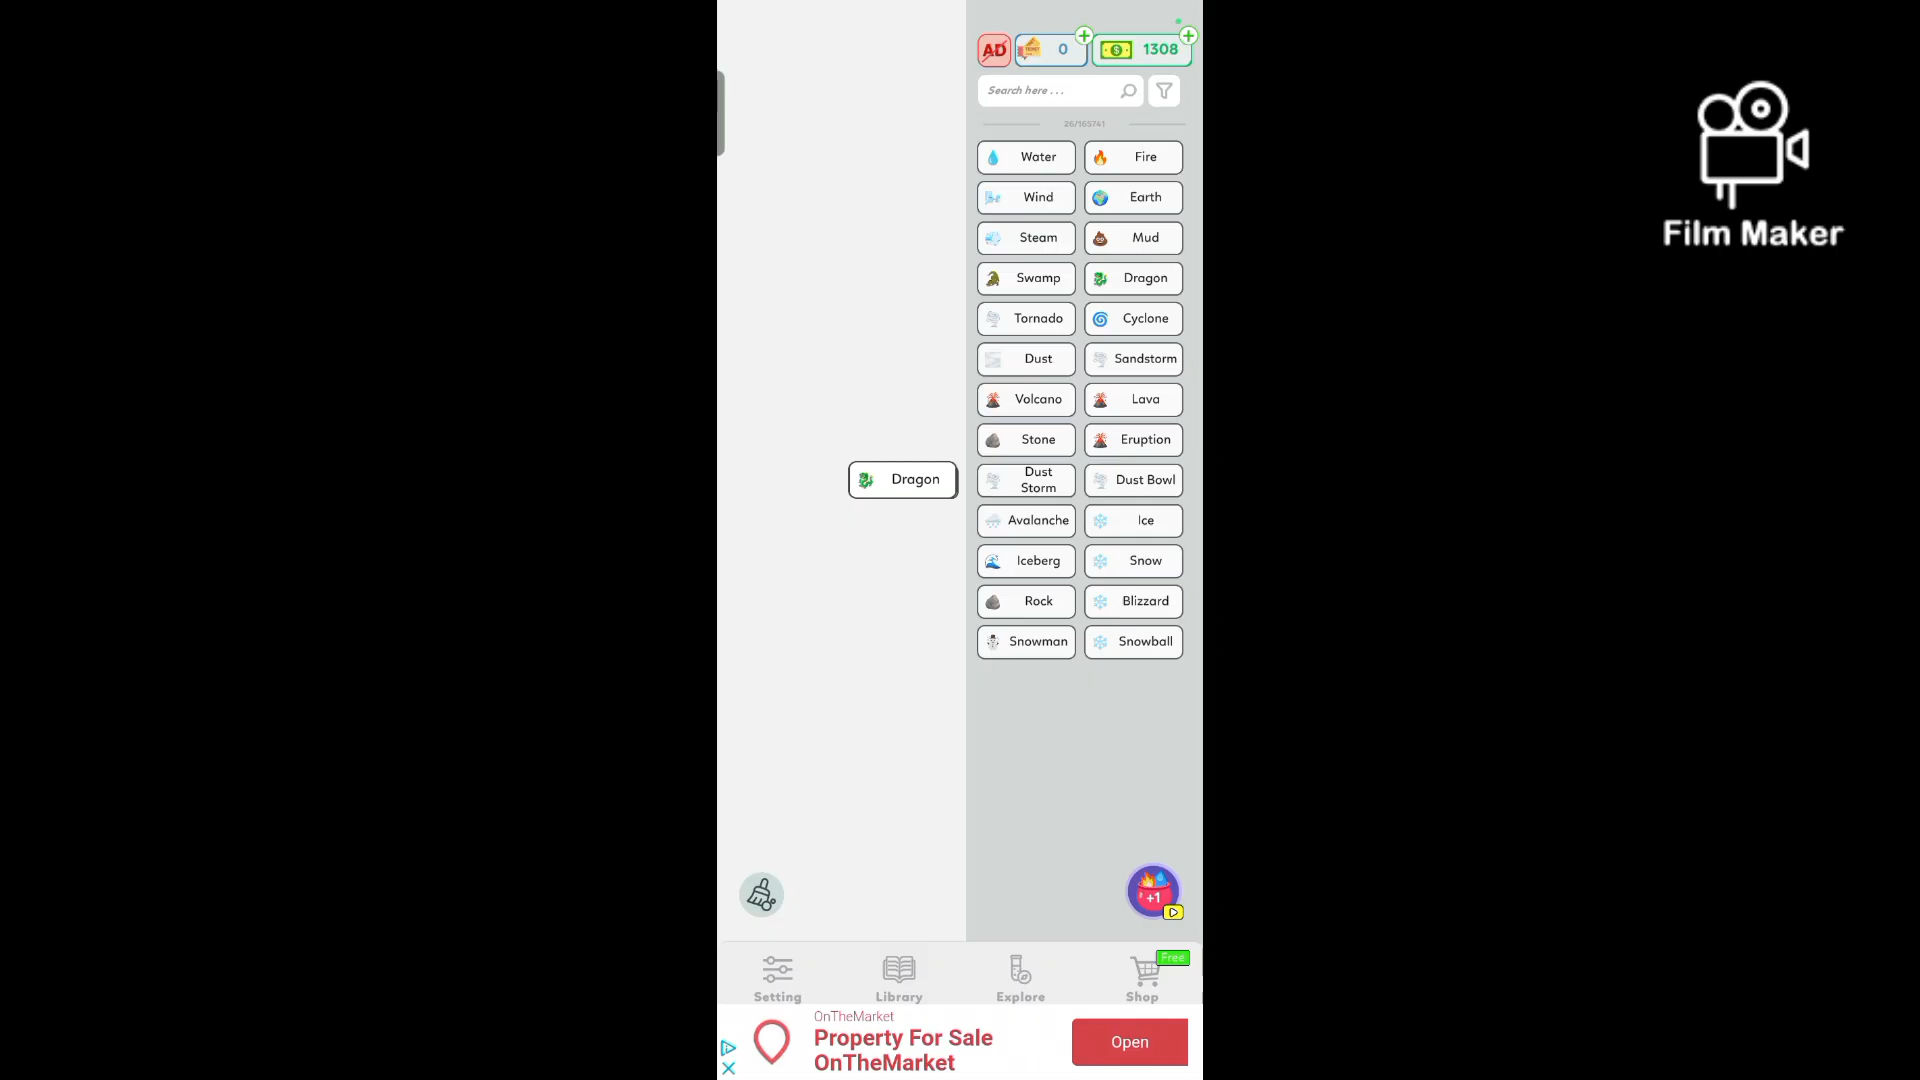 AD
0
1308
Search here . . .
26/165741
Water
Fire
Wind
Earth
Steam
Mud
Swamp
Dragon
Tornado
Cyclone
Dust
Sandstorm
Volcano
Lava
Stone
Eruption
Dust
Storm
Dust Bowl
Avalanche
Ice
Iceberg
Snow
Rock
Blizzard
Snowman
Snowball
Dragon
+1
Free
Setting
Library
Explore
Shop
OnTheMarket
Property For Sale
OnTheMarket
Open
Film Maker